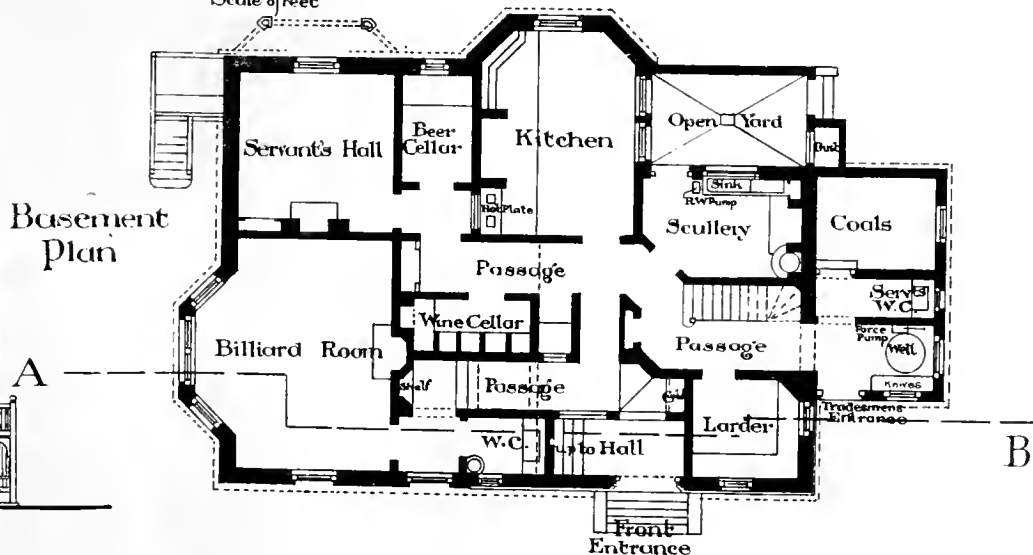 Scale of Feet
Basement
Plan
Servant's Hall
Beer
Cellar
Kitchen
Open Yard
Dust
Hot Plate
R.W Pump
Sink
Scullery
Coals
Passage
Serv's
W.C.
Wine Cellar
Force
Pump
Well
Billiard Room
Passage
Knives
A
Shelf
Passage
Larder
Tradesmens
Entrance
W.C.
up to Hall
B
Front
Entrance